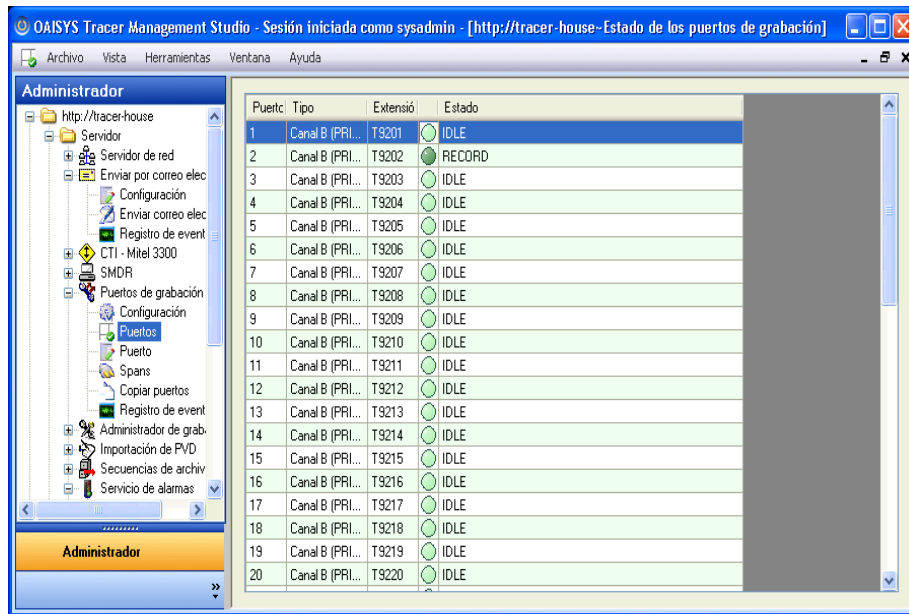 OAISYS Tracer Management Studio - Sesión iniciada como sysadmin - [http://tracer-house~Estado de los puertos de grabación]
Archivo Vista Herramientas Ventana Ayuda
Administrador
http://tracer-house
Servidor
Servidor de red
Enviar por correo elec
Configuración
Enviar correo elec
Registro de event
CTI - Mitel 3300
SMDR
Puertos de grabación
Configuración
Puertos
Puerto
Spans
Copiar puertos
Registro de event
Administrador de grab
Importación de PVD
Secuencias de archiv
Servicio de alarmas
Administrador
Puertc Tipo Extensió Estado
1 Canal B (PRI... T9201 IDLE
2 Canal B (PRI... T9202 RECORD
3 Canal B (PRI... T9203 IDLE
4 Canal B (PRI... T9204 IDLE
5 Canal B (PRI... T9205 IDLE
6 Canal B (PRI... T9206 IDLE
7 Canal B (PRI... T9207 IDLE
8 Canal B (PRI... T9208 IDLE
9 Canal B (PRI... T9209 IDLE
10 Canal B (PRI... T9210 IDLE
11 Canal B (PRI... T9211 IDLE
12 Canal B (PRI... T9212 IDLE
13 Canal B (PRI... T9213 IDLE
14 Canal B (PRI... T9214 IDLE
15 Canal B (PRI... T9215 IDLE
16 Canal B (PRI... T9216 IDLE
17 Canal B (PRI... T9217 IDLE
18 Canal B (PRI... T9218 IDLE
19 Canal B (PRI... T9219 IDLE
20 Canal B (PRI... T9220 IDLE